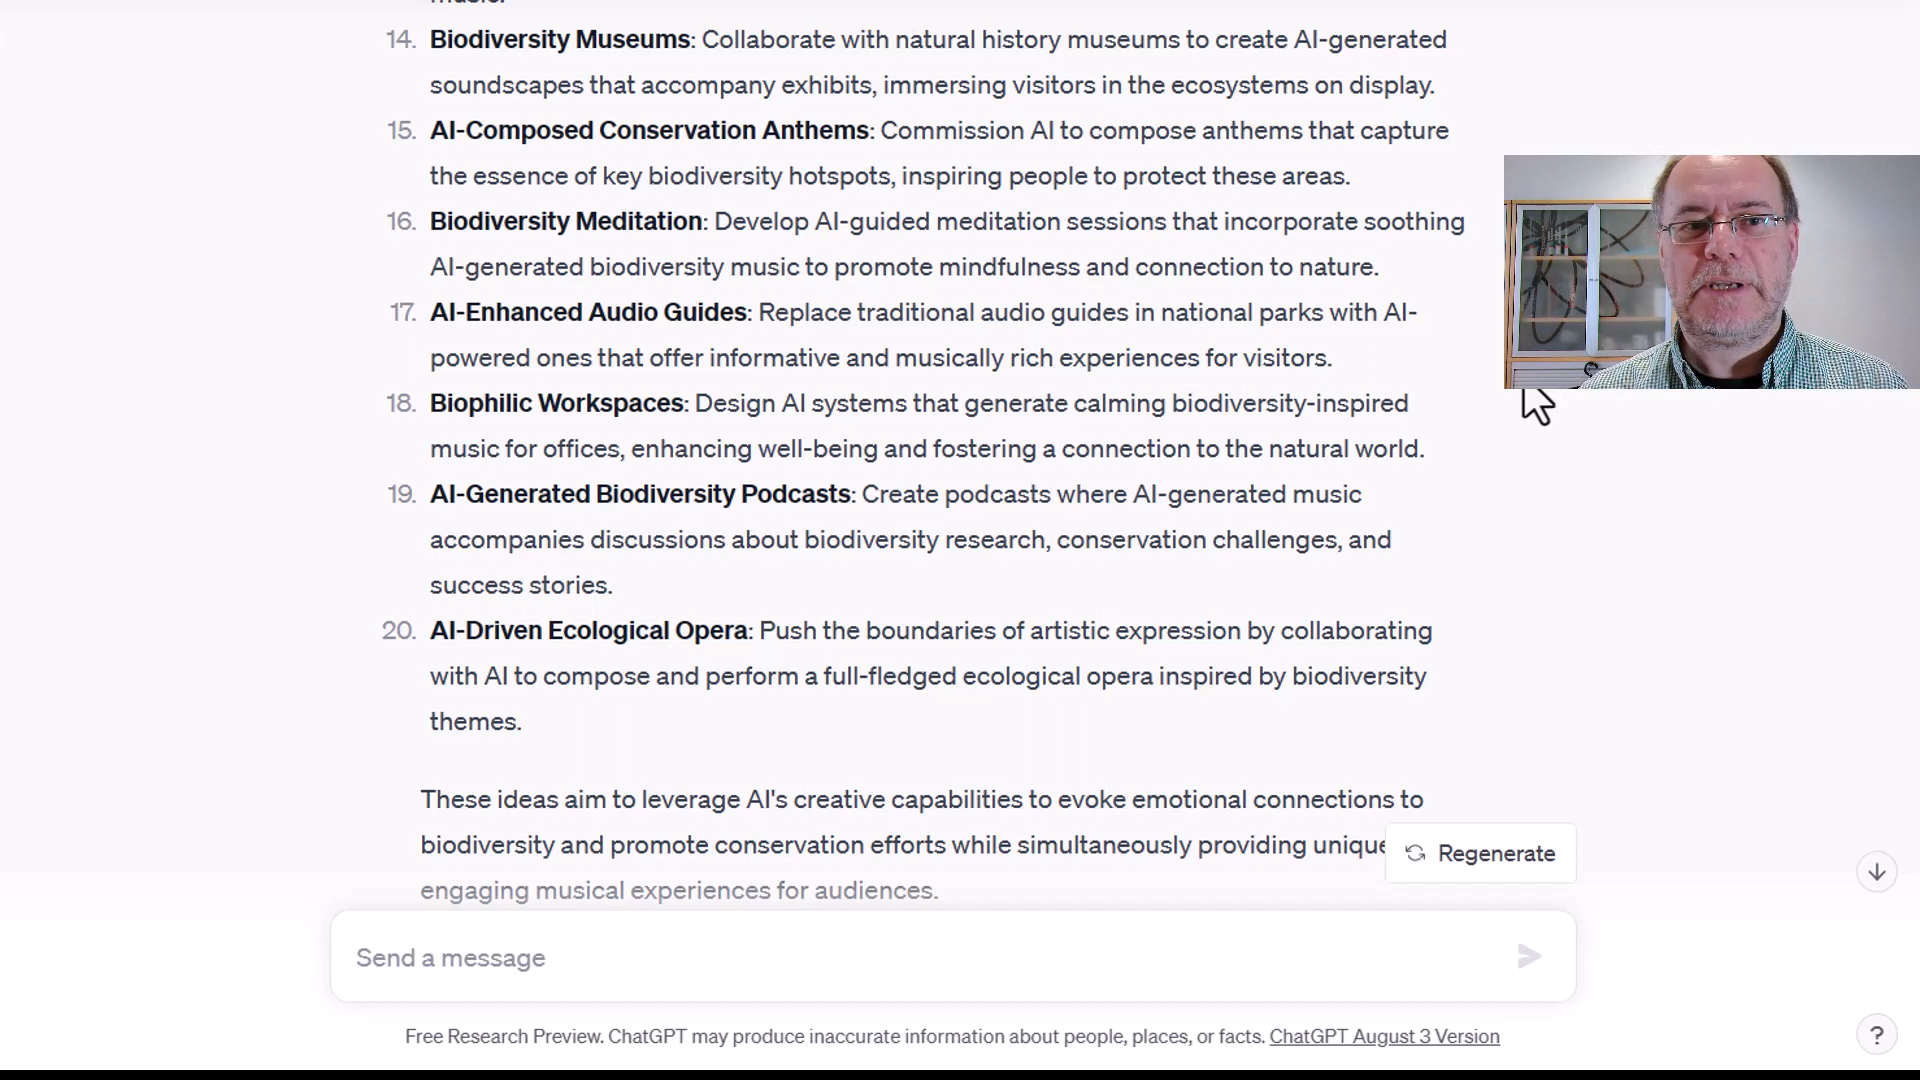 music.
14. Biodiversity Museums: Collaborate with natural history museums to create AI-generated
soundscapes that accompany exhibits, immersing visitors in the ecosystems on display.
15. AI-Composed Conservation Anthems: Commission AI to compose anthems that capture
the essence of key biodiversity hotspots, inspiring people to protect these areas.
16. Biodiversity Meditation: Develop AI-guided meditation sessions that incorporate soothing
AI-generated biodiversity music to promote mindfulness and connection to nature.
17. AI-Enhanced Audio Guides: Replace traditional audio guides in national parks with AI-
powered ones that offer informative and musically rich experiences for visitors.
18. Biophilic Workspaces: Design AI systems that generate calming biodiversity-inspired
music for offices, enhancing well-being and fostering a connection to the natural world.
19. AI-Generated Biodiversity Podcasts: Create podcasts where AI-generated music
accompanies discussions about biodiversity research, conservation challenges, and
success stories.
20. AI-Driven Ecological Opera: Push the boundaries of artistic expression by collaborating
with AI to compose and perform a full-fledged ecological opera inspired by biodiversity
themes.
These ideas aim to leverage AI's creative capabilities to evoke emotional connections to
biodiversity and promote conservation efforts while simultaneously providing unique
Regenerate
engaging musical experiences for audiences.
Send a message
Free Research Preview. ChatGPT may produce inaccurate information about people, places, or facts. ChatGPT August 3 Version
?